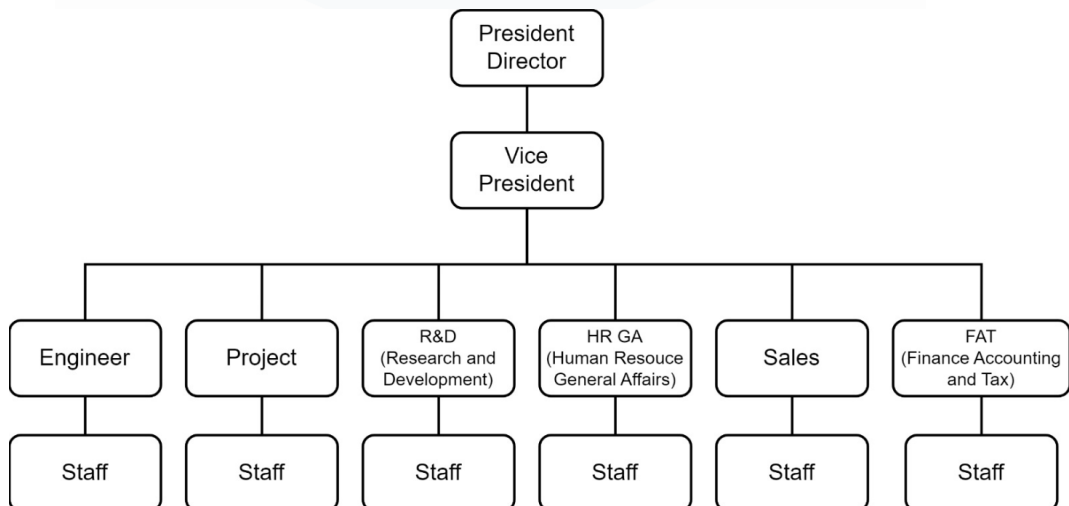 President
Director
Vice
President
Engineer
Project
R&D
(Research and
Development)
HR GA
(Human Resouce
General Affairs)
Sales
FAT
(Finance Accounting
and Tax)
Staff
Staff
Staff
Staff
Staff
Staff